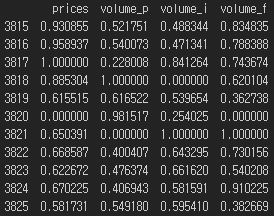 prices volume_p volume_i volume_f
3815 0.930855 0.521751 0.488344 0.834835
3816 0.958937 0.540073 0.471341 0.788388
3817 1.000000 0.228008 0.841264 0.743674
3818 0.885304 1.000000 0.000000 0.620104
3819 0.615515 0.616522 0.539654 0.362738
3820 0.000000 0.981517 0.254025 0.000000
3821 0.650391 0.000000 1.000000 1.000000
3822 0.668587 0.400407 0.643295 0.730156
3823 0.622672 0.476374 0.661620 0.540208
3824 0.670225 0.406943 0.581591 0.910225
3825 0.581731 0.549180 0.595410 0.382669